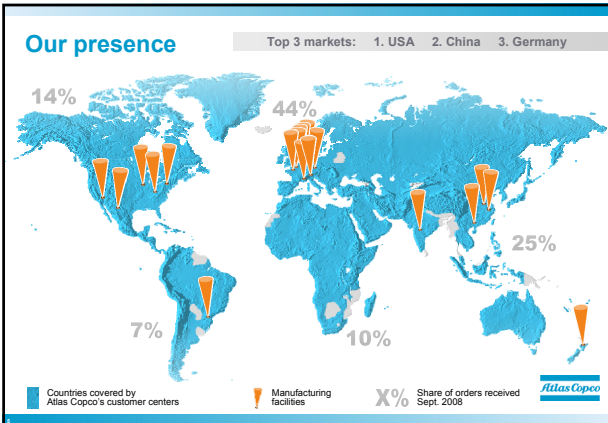 Our presence
Top 3 markets: 1. USA 2. China 3. Germany
14%
44%
25%
7%
10%
Countries covered by
Atlas Copco's customer centers
Manufacturing
facilities
X%
Share of orders received
Sept. 2008
Atlas Copco